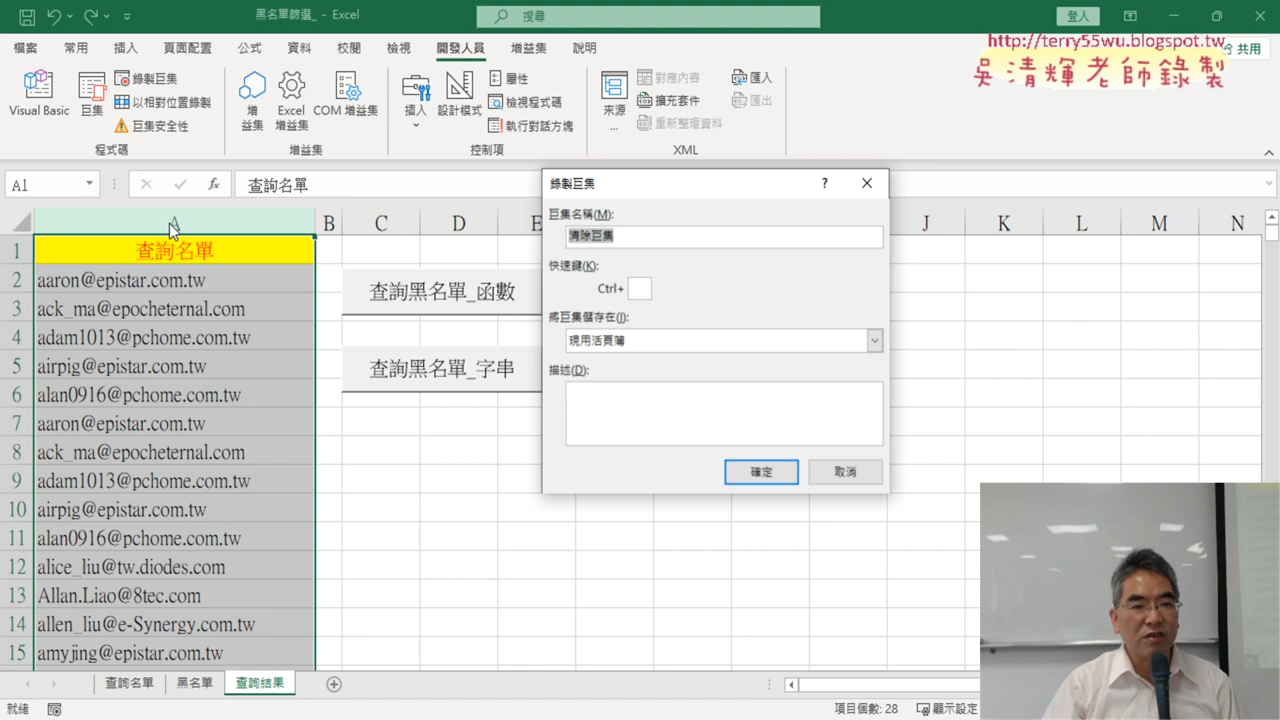 黑名單篩選_ - Excel
搜尋
登入
檔案
常用
插入
頁面配置
公式
資料
校閱
檢視
開發人員
增益集
說明
共用
http://terry55wu.blogspot.tw
吳清輝老師錄製
Visual Basic
巨集
錄製巨集
以相對位置錄製
巨集安全性
程式碼
增
益集
Excel
增益集
COM 增益集
增益集
插入
設計模式
屬性
檢視程式碼
執行對話方塊
控制項
來源
...
對應內容
擴充套件
重新整理資料
匯入
匯出
XML
A1
fx
查詢名單
A
B
C
D
E
J
K
L
M
N
1
查詢名單
2
aaron@epistar.com.tw
3
ack_ma@epocheternal.com
4
adam1013@pchome.com.tw
5
airpig@epistar.com.tw
6
alan0916@pchome.com.tw
7
aaron@epistar.com.tw
8
ack_ma@epocheternal.com
9
adam1013@pchome.com.tw
10
airpig@epistar.com.tw
11
alan0916@pchome.com.tw
12
alice_liu@tw.diodes.com
13
Allan.Liao@8tec.com
14
allen_liu@e-Synergy.com.tw
15
amyjing@epistar.com.tw
查詢黑名單_函數
查詢黑名單_字串
錄製巨集
?
巨集名稱(M):
清除巨集
快速鍵(K):
Ctrl+
將巨集儲存在(I):
現用活頁簿
描述(D):
確定
取消
查詢名單
黑名單
查詢結果
就緒
項目個數: 28
顯示設定